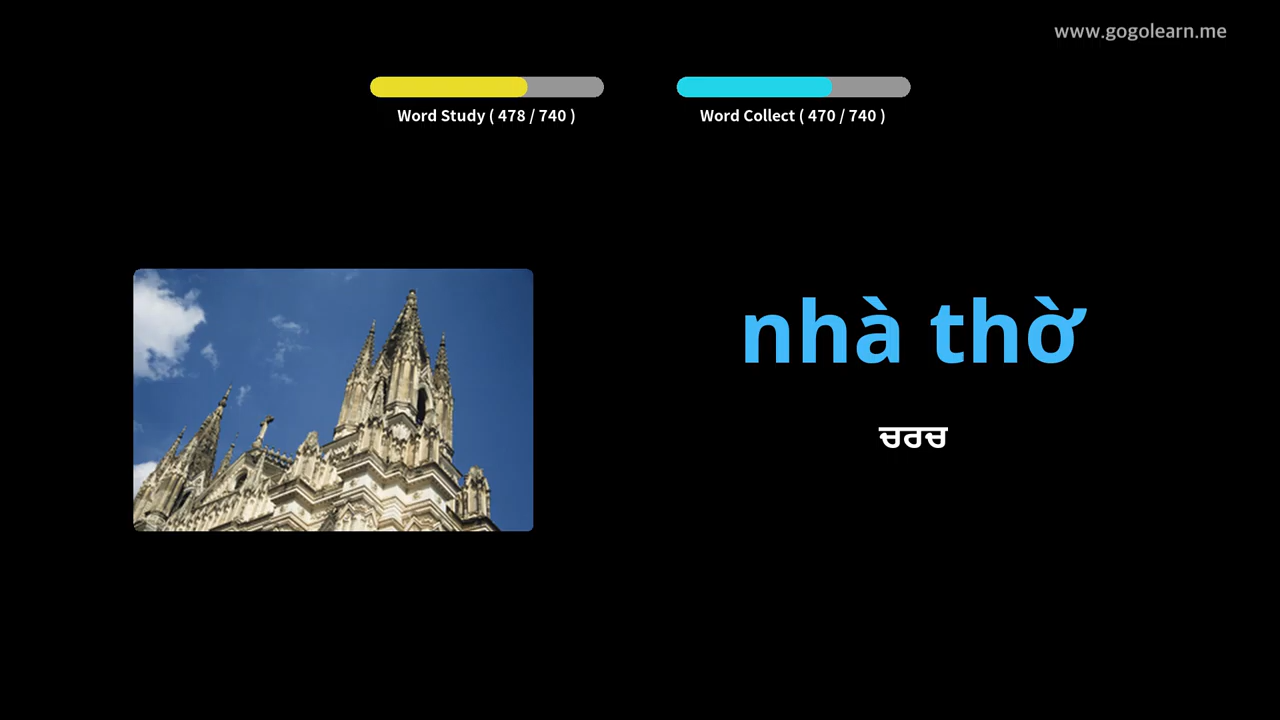 www.gogolearn.me
Word Study ( 478 / 740 )
Word Collect ( 470 / 740 )
nhà thờ
ਚਰਚ